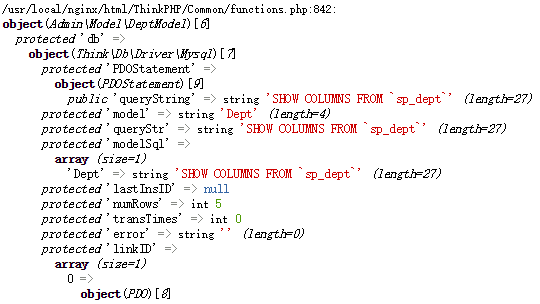 /usr/local/nginx/html/ThinkPHP/Common/functions.php:842:
object(Admin\Model\DeptModel)[6]
protected 'db' =>
object(Think\Db\Driver\Mysql)[7]
protected 'PDOStatement' =>
object(PDOStatement)[9]
public 'queryString' => string 'SHOW COLUMNS FROM `sp_dept`' (length=27)
protected 'model' => string 'Dept' (length=4)
protected 'queryStr' => string 'SHOW COLUMNS FROM `sp_dept`' (length=27)
protected 'modelSql' =>
array (size=1)
'Dept' => string 'SHOW COLUMNS FROM `sp_dept`' (length=27)
protected 'lastInsID' => null
protected 'numRows' => int 5
protected 'transTimes' => int 0
protected 'error' => string '' (length=0)
protected 'linkID' =>
array (size=1)
0 =>
object(PDO)[8]